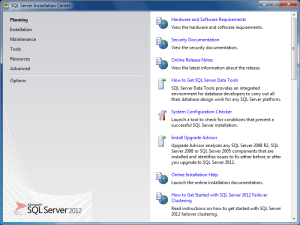 SQL Server Installation Center
Planning
Installation
Maintenance
Tools
Resources
Advanced
Options
Microsoft
SQL Server 2012
Hardware and Software Requirements
View the hardware and software requirements.
Security Documentation
View the security documentation.
Online Release Notes
View the latest information about the release.
How to Get SQL Server Data Tools
SQL Server Data Tools provides an integrated
environment for database developers to carry out all
their database design work for any SQL Server platform.
System Configuration Checker
Launch a tool to check for conditions that prevent a
successful SQL Server installation.
Install Upgrade Advisor
Upgrade Advisor analyzes any SQL Server 2008 R2, SQL
Server 2008 or SQL Server 2005 components that are
installed and identifies issues to fix either before or after
you upgrade to SQL Server 2012.
Online Installation Help
Launch the online installation documentation.
How to Get Started with SQL Server 2012 Failover
Clustering
Read instructions on how to get started with SQL Server
2012 failover clustering.